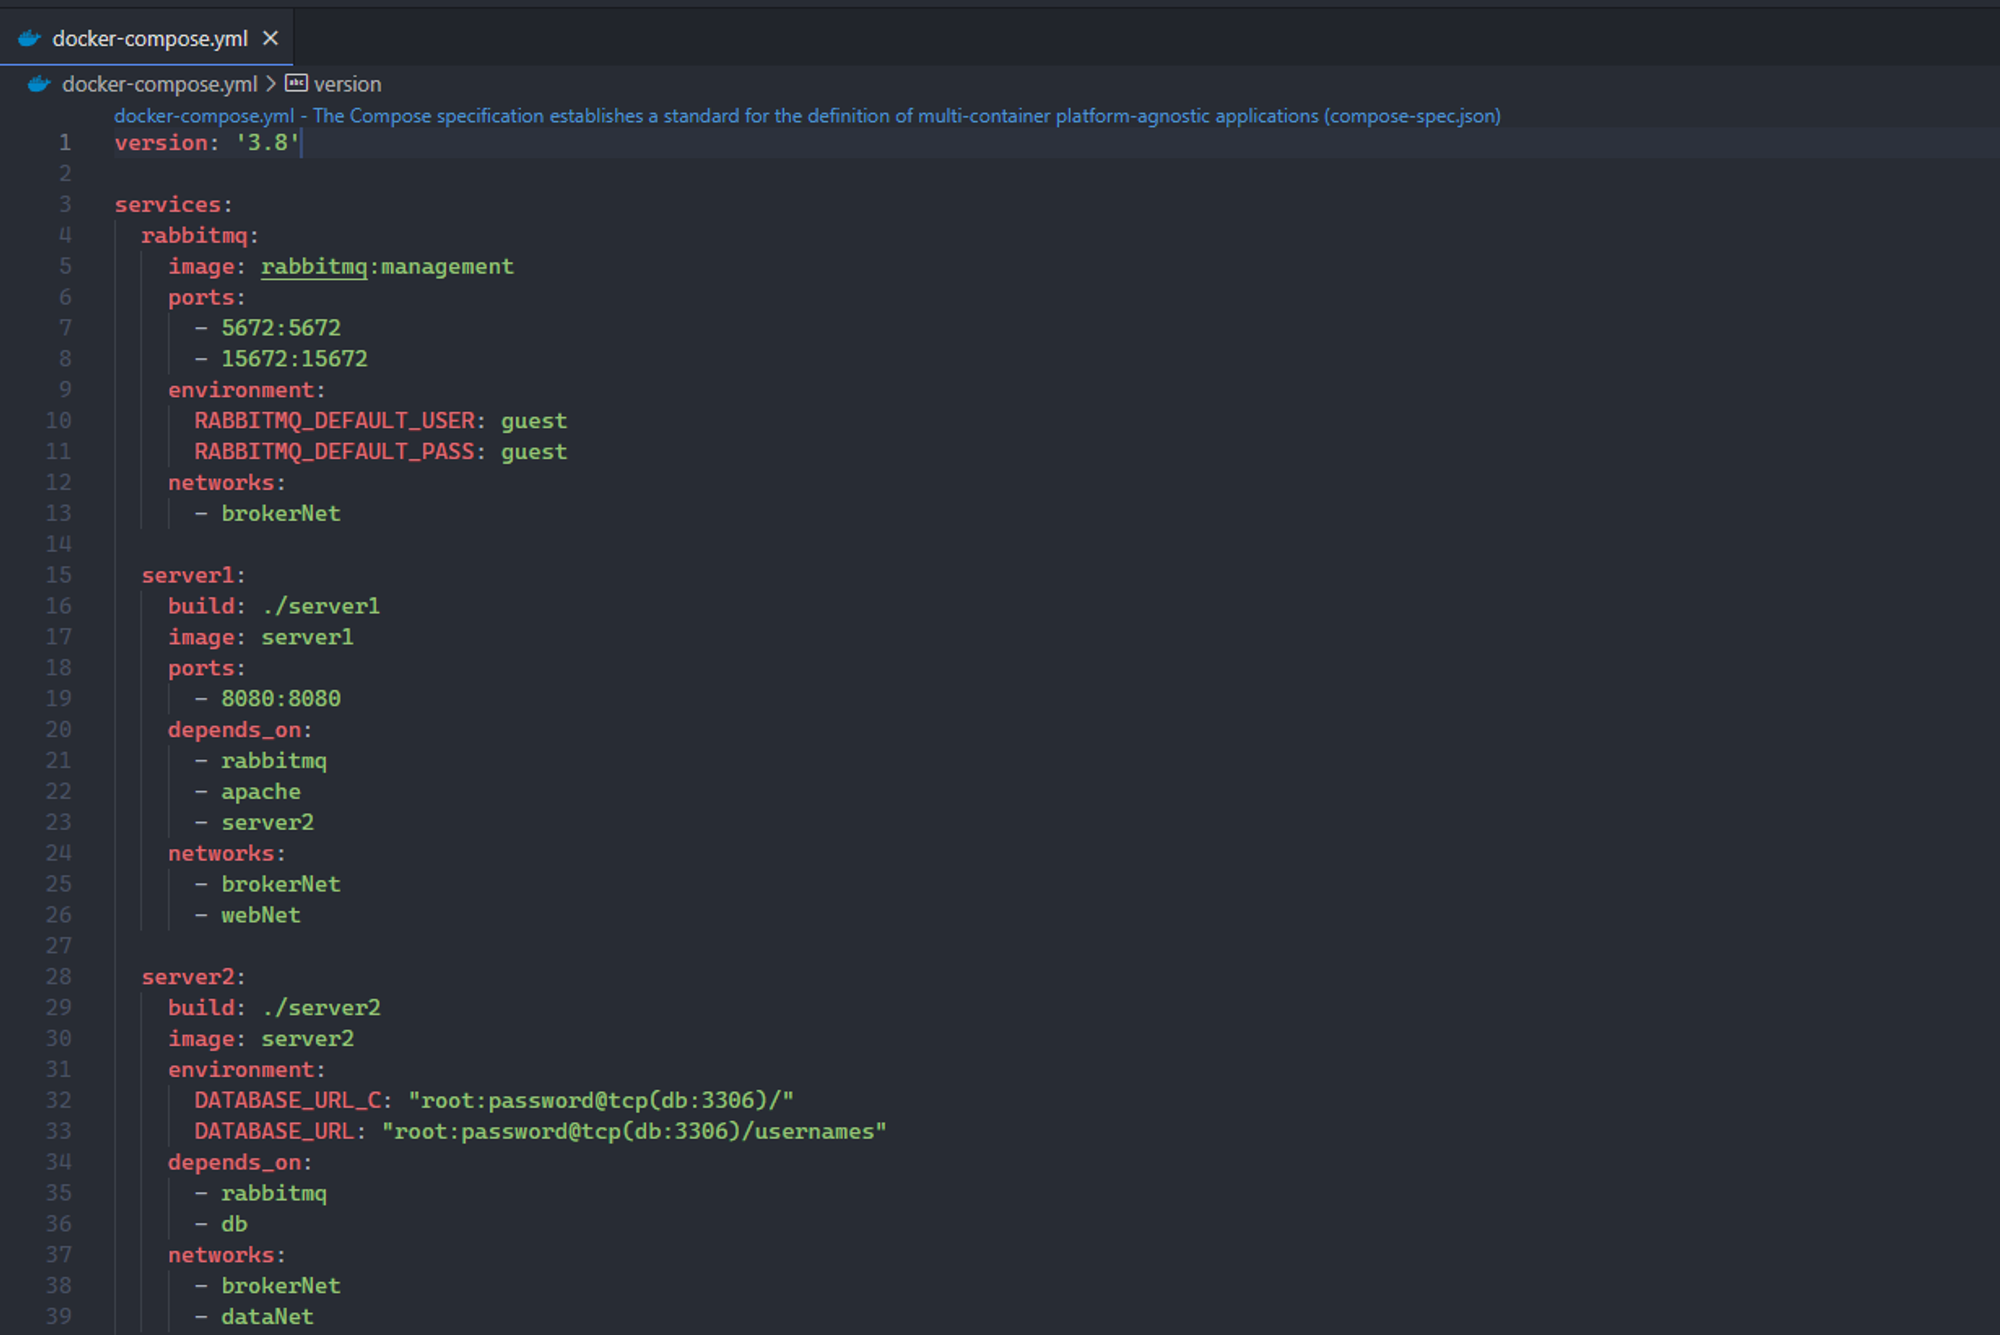 docker-compose.yml
docker-compose.yml > abc version
docker-compose.yml - The Compose specification establishes a standard for the definition of multi-container platform-agnostic applications (compose-spec.json)
1 version: '3.8'
2
3 services:
4   rabbitmq:
5     image: rabbitmq:management
6     ports:
7       - 5672:5672
8       - 15672:15672
9     environment:
10       RABBITMQ_DEFAULT_USER: guest
11       RABBITMQ_DEFAULT_PASS: guest
12     networks:
13       - brokerNet
14
15   server1:
16     build: ./server1
17     image: server1
18     ports:
19       - 8080:8080
20     depends_on:
21       - rabbitmq
22       - apache
23       - server2
24     networks:
25       - brokerNet
26       - webNet
27
28   server2:
29     build: ./server2
30     image: server2
31     environment:
32       DATABASE_URL_C: "root:password@tcp(db:3306)/"
33       DATABASE_URL: "root:password@tcp(db:3306)/usernames"
34     depends_on:
35       - rabbitmq
36       - db
37     networks:
38       - brokerNet
39       - dataNet